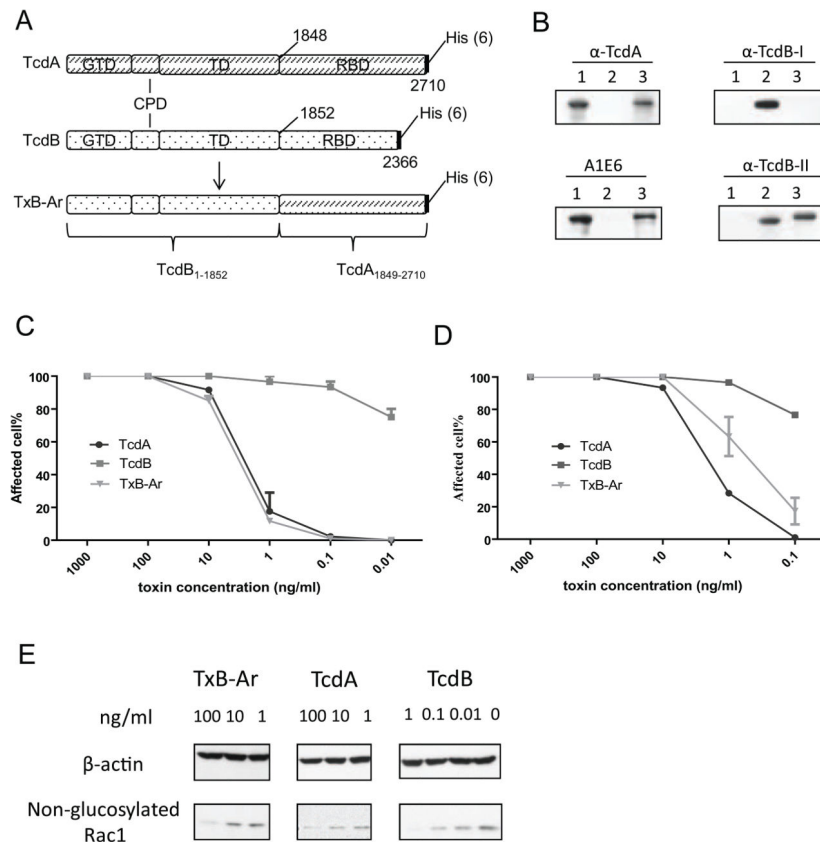 A
TcdA
GTD
TD
RBD
1848
His (6)
2710
CPD
TcdB
GTD
TD
RBD
1852
His (6)
2366
TxB-Ar
His (6)
TcdB1-1852
TcdA1849-2710
B
α-TcdA
1 2 3
α-TcdB-I
1 2 3
A1E6
1 2 3
α-TcdB-II
1 2 3
C
Affected cell%
100
80
60
40
20
0
TcdA
TcdB
TxB-Ar
1000 100 10 1 0.1 0.01
toxin concentration (ng/ml)
D
Affected cell%
100
80
60
40
20
0
TcdA
TcdB
TxB-Ar
1000 100 10 1 0.1
toxin concentration (ng/ml)
E
TxB-Ar TcdA TcdB
ng/ml 100 10 1 100 10 1 1 0.1 0.01 0
β-actin
Non-glucosylated
Rac1